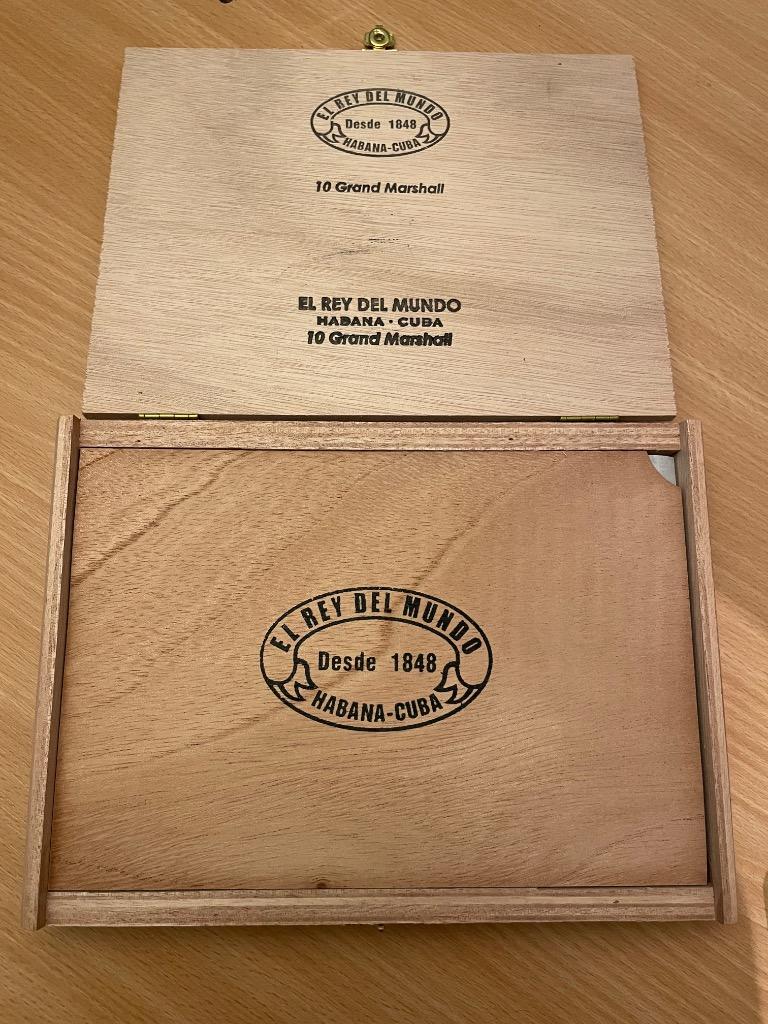 EL REY DEL MUNDO
Desde 1848
HABANA-CUBA
10 Grand Marshall
EL REY DEL MUNDO
HABANA · CUBA
10 Grand Marshall
EL REY DEL MUNDO
Desde 1848
HABANA-CUBA